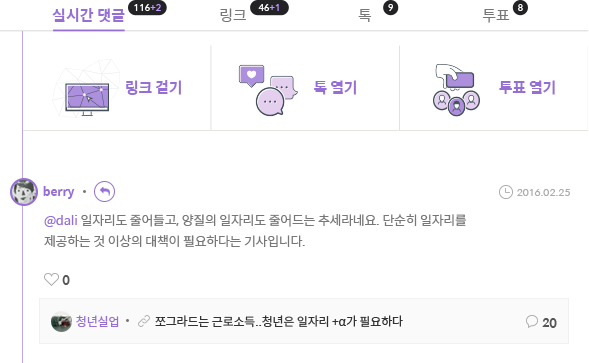 실시간 댓글 116+2 링크 46+1 톡 9 투표 8
링크 걷기 톡 열기 투표 열기
berry • 2016.02.25
@dali 일자리도 줄어들고, 양질의 일자리도 줄어드는 추세라네요. 단순히 일자리를
제공하는 것 이상의 대책이 필요하다는 기사입니다.
0
청년실업 • 쪼그라드는 근로소득..청년은 일자리 +α가 필요하다 20